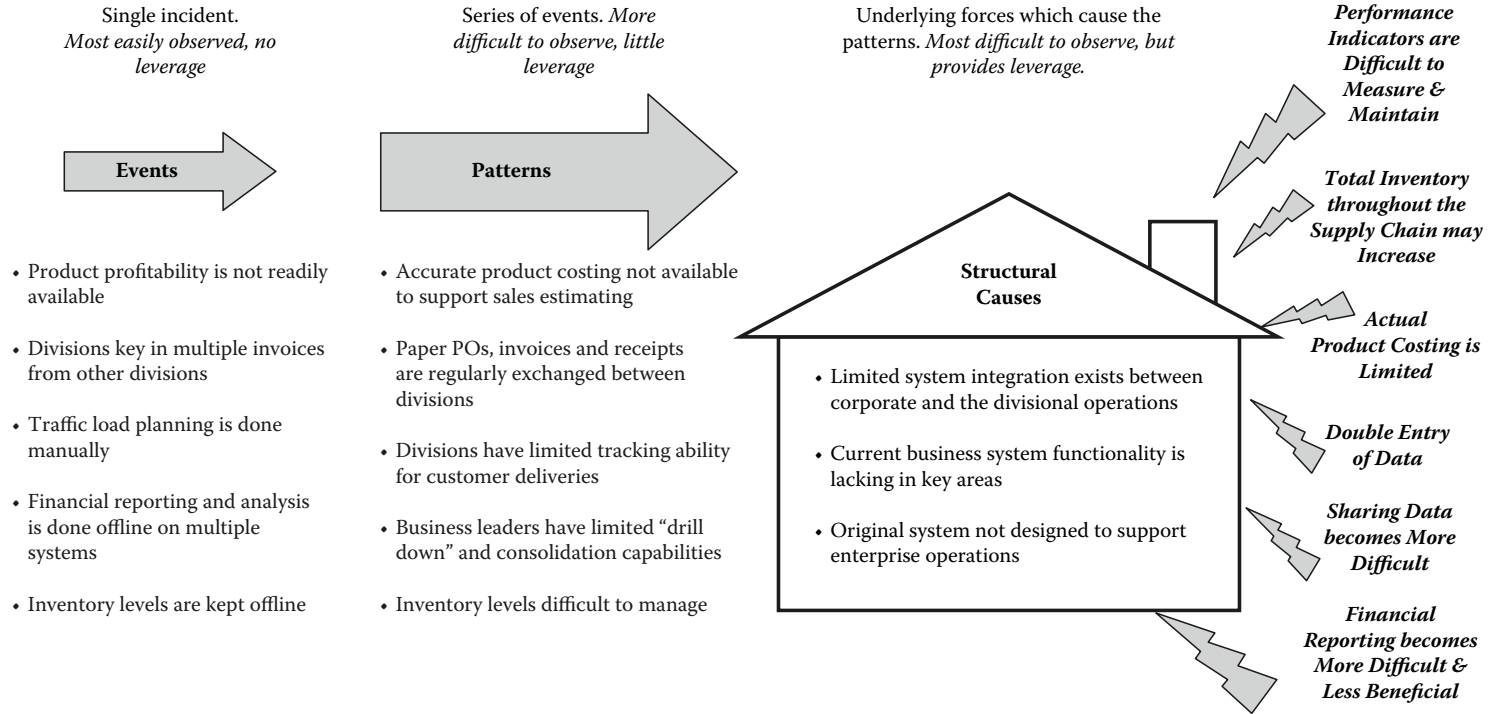 Single incident.
Most easily observed, no
leverage
Series of events. More
difficult to observe, little
leverage
Underlying forces which cause the
patterns. Most difficult to observe, but
provides leverage.
Performance
Indicators are
Difficult to
Measure &
Maintain
Events
Patterns
Total Inventory
throughout the
Supply Chain may
Increase
• Product profitability is not readily
available
• Divisions key in multiple invoices
from other divisions
• Traffic load planning is done
manually
• Financial reporting and analysis
is done offline on multiple
systems
• Inventory levels are kept offline
• Accurate product costing not available
to support sales estimating
• Paper POs, invoices and receipts
are regularly exchanged between
divisions
• Divisions have limited tracking ability
for customer deliveries
• Business leaders have limited “drill
down” and consolidation capabilities
• Inventory levels difficult to manage
Structural
Causes
• Limited system integration exists between
corporate and the divisional operations
• Current business system functionality is
lacking in key areas
• Original system not designed to support
enterprise operations
Actual
Product Costing is
Limited
Double Entry
of Data
Sharing Data
becomes More
Difficult
Financial
Reporting becomes
More Difficult &
Less Beneficial